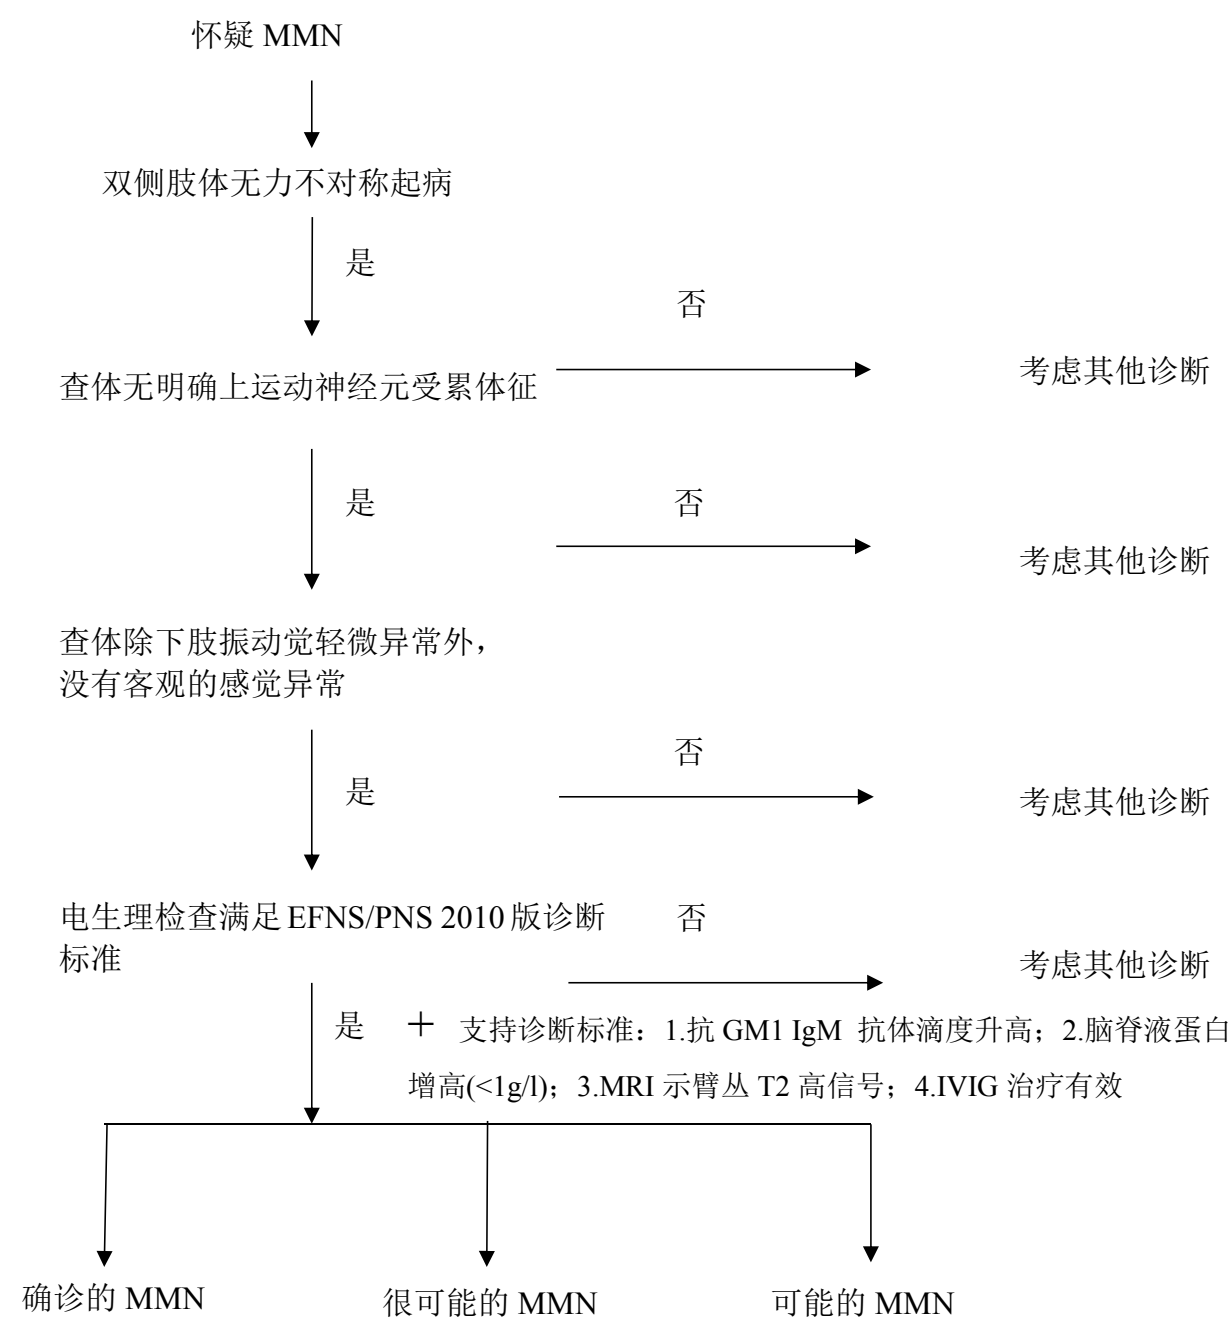 怀疑 MMN
双侧肢体无力不对称起病
是
否
查体无明确上运动神经元受累体征
考虑其他诊断
是
否
考虑其他诊断
查体除下肢振动觉轻微异常外，
没有客观的感觉异常
否
是
考虑其他诊断
电生理检查满足 EFNS/PNS 2010 版诊断
否
标准
考虑其他诊断
是
＋ 支持诊断标准：1.抗 GM1 IgM 抗体滴度升高；2.脑脊液蛋白
增高(<1g/l)；3.MRI 示臂丛 T2 高信号；4.IVIG 治疗有效
确诊的 MMN
很可能的 MMN
可能的 MMN